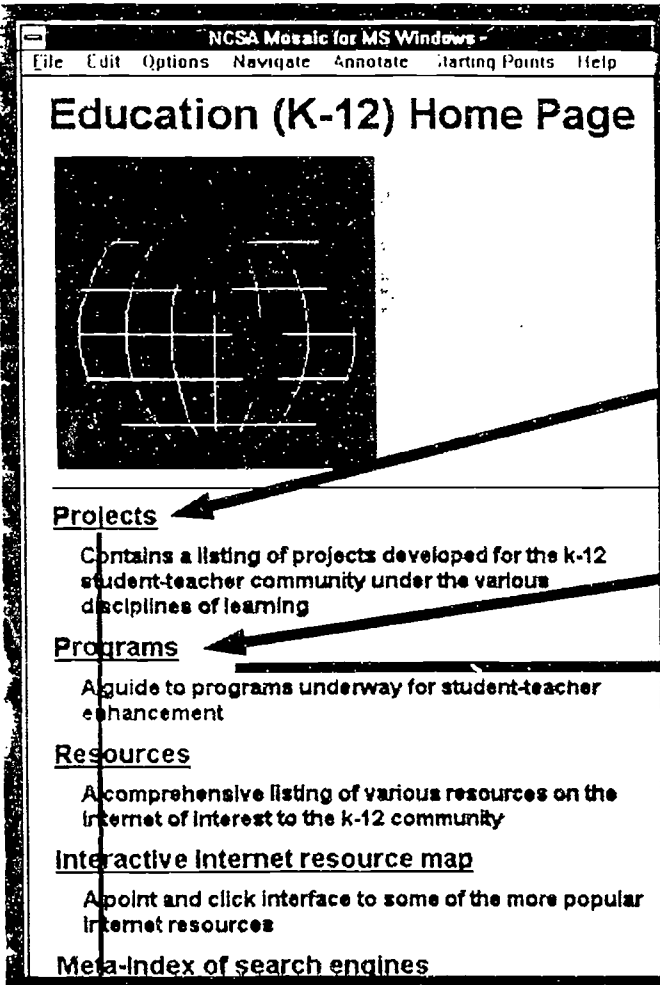 NCSA Mosaic for MS Windows -
File Edit Options Navigate Annotate Starting Points Help
Education (K-12) Home Page
Projects
Contains a listing of projects developed for the k-12
student-teacher community under the various
disciplines of learning
Programs
A guide to programs underway for student-teacher
enhancement
Resources
A comprehensive listing of various resources on the
Internet of interest to the k-12 community
Interactive Internet resource map
A point and click interface to some of the more popular
Internet resources
Meta-Index of search engines